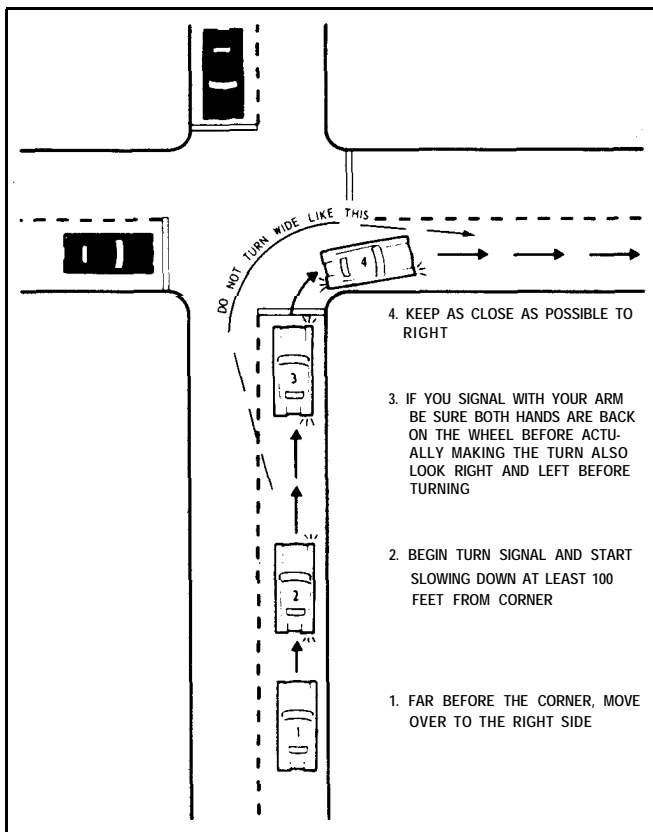 DO NOT TURN WIDE LIKE THIS
4
3
2
1
4. KEEP AS CLOSE AS POSSIBLE TO
RIGHT
3. IF YOU SIGNAL WITH YOUR ARM
BE SURE BOTH HANDS ARE BACK
ON THE WHEEL BEFORE ACTU-
ALLY MAKING THE TURN ALSO
LOOK RIGHT AND LEFT BEFORE
TURNING
2. BEGIN TURN SIGNAL AND START
SLOWING DOWN AT LEAST 100
FEET FROM CORNER
1. FAR BEFORE THE CORNER, MOVE
OVER TO THE RIGHT SIDE